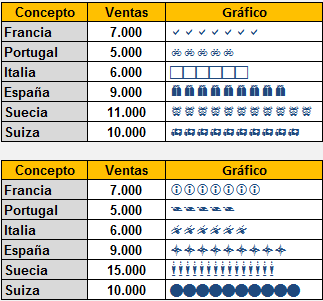 Concepto Ventas Gráfico
Francia 7.000
Portugal 5.000
Italia 6.000
España 9.000
Suecia 11.000
Suiza 10.000
Concepto Ventas Gráfico
Francia 7.000
Portugal 5.000
Italia 6.000
España 9.000
Suecia 15.000
Suiza 10.000